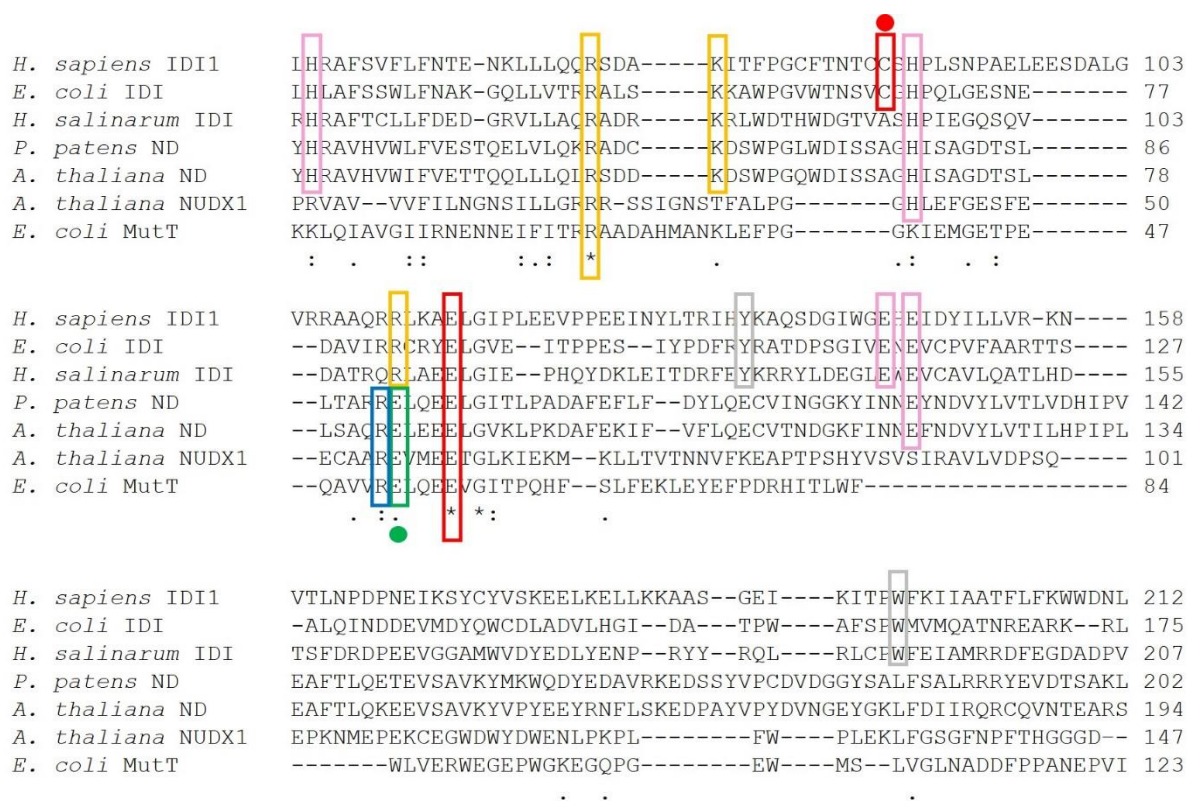 H. sapiens IDI1 LHRAFSVFLFNTE-NKLLLQQRSDA-----KITFPGCFTNTCCSHPLSNPAELEESDALG 103
E. coli IDI IHLAFSSWLFNAK-GQLLVTRRALS-----KKAWPGVWTNSVCGHPQLGESNE------- 77
H. salinarum IDI RHRAFTCLLFDED-GRVLLAQRADR-----KRLWDTHWDGTVASHPIEGQSQV------- 103
P. patens ND YHRAVHVWLFVESTQELVLQKRADC-----KDSWPGLWDISSAGHISAGDTSL------- 86
A. thaliana ND YHRAVHVWIFVETTQQLLLQLRSDD-----KDSWPGQWDISSAGHISAGDTSL------- 78
A. thaliana NUDX1 PRVAV--VVFILNGNSILLGRRR-SSIGNSTFALPG-------GHLEFGESFE------- 50
E. coli MutT KKLQIAVGIIRNENNEIFITRRAADAHMANKLEFPG-------GKIEMGETPE------- 47
: . :: :.: * . .: . :
H. sapiens IDI1 VRRAAQRRLKAELGIPLEEVPPEEINYLTRIHYKAQSDGIWGEHEIDYILLVR-KN---- 158
E. coli IDI --DAVIRRCRYELGVE--ITPPES--IYPDFRYRATDPSGIVENEVCPVFAARTTS---- 127
H. salinarum IDI --DATRQRLAEELGIE--PHQYDKLEITDRFEYKRRYLDEGLEWEVCAVLQATLHD---- 155
P. patens ND --LTARRELQEELGITLPADAFEFLF--DYLQECVINGGKYINNEYNDVYLVTLVDHIPV 142
A. thaliana ND --LSAQRELEEELGVKLPKDAFEKIF--VFLQECVTNDGKFINNEFNDVYLVTILHPIPL 134
A. thaliana NUDX1 --ECAAREVMEETGLKIEKM--KLLTVTNNVFKEAPTPSHYVSVSIRAVLVDPSQ----- 101
E. coli MutT --QAVVRELQEEVGITPQHF--SLFEKLEYEFPDRHITLWF------------------- 84
. :. * *: .
H. sapiens IDI1 VTLNPDPNEIKSYCYVSKEELKELLKKAAS--GEI----KITPWFKIIAATFLFKWWDNL 212
E. coli IDI -ALQINDDEVMDYQWCDLADVLHGI--DA--TPW-----AFSPWMVMQATNREARK--RL 175
H. salinarum IDI TSFDRDPEEVGGAMWVDYEDLYENP--RYY--RQL----RLCPWFEIAMRRDFEGDADPV 207
P. patens ND EAFTLQETEVSAVKYMKWQDYEDAVRKEDSSYVPCDVDGGYSALFSALRRRYEVDTSAKL 202
A. thaliana ND EAFTLQKEEVSAVKYVPYEEYRNFLSKEDPAYVPYDVNGEYGKLFDIIRQRCQVNTEARS 194
A. thaliana NUDX1 EPKNMEPEKCEGWDWYDWENLPKPL--------FW----PLEKLFGSGFNPFTHGGGD-- 147
E. coli MutT -------WLVERWEGEPWGKEGQPG--------EW----MS--LVGLNADDFPPANEPVI 123
. . .